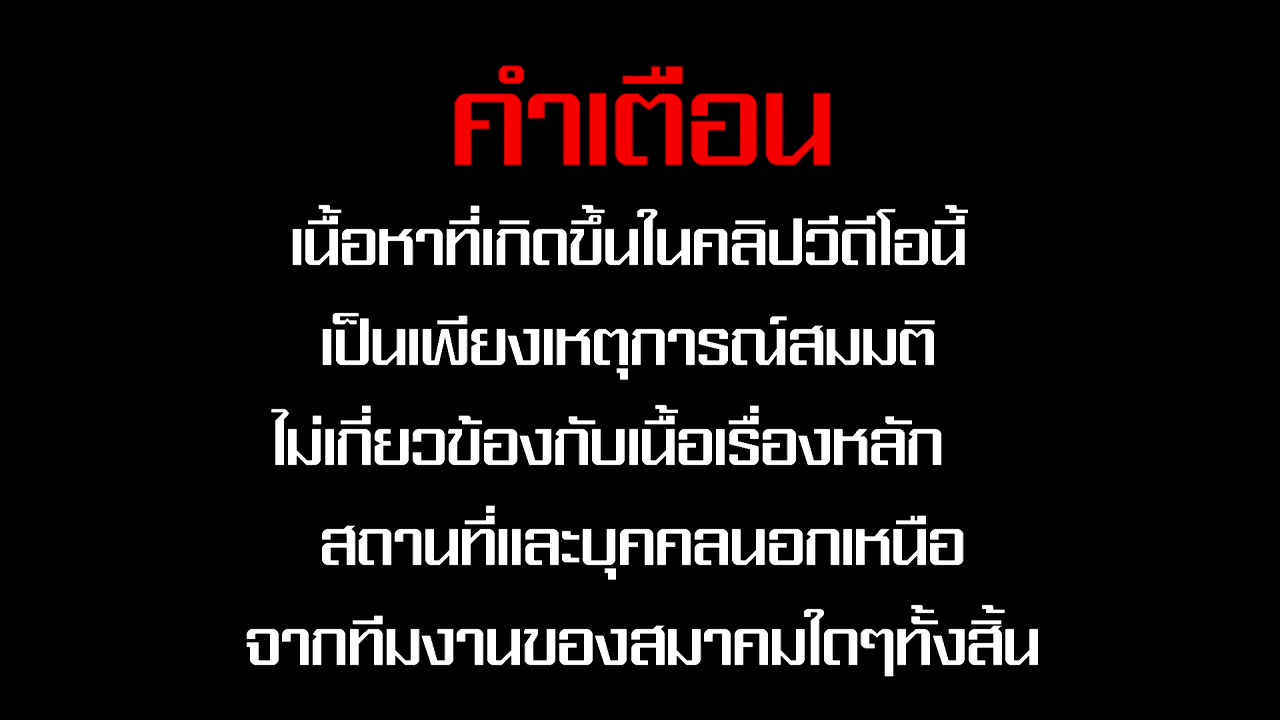 คำเตือน
เนื้อหาที่เกิดขึ้นในคลิปวีดีโอนี้
เป็นเพียงเหตุการณ์สมมติ
ไม่เกี่ยวข้องกับเนื้อเรื่องหลัก
สถานที่และบุคคลนอกเหนือ
จากทีมงานของสมาคมใดๆทั้งสิ้น